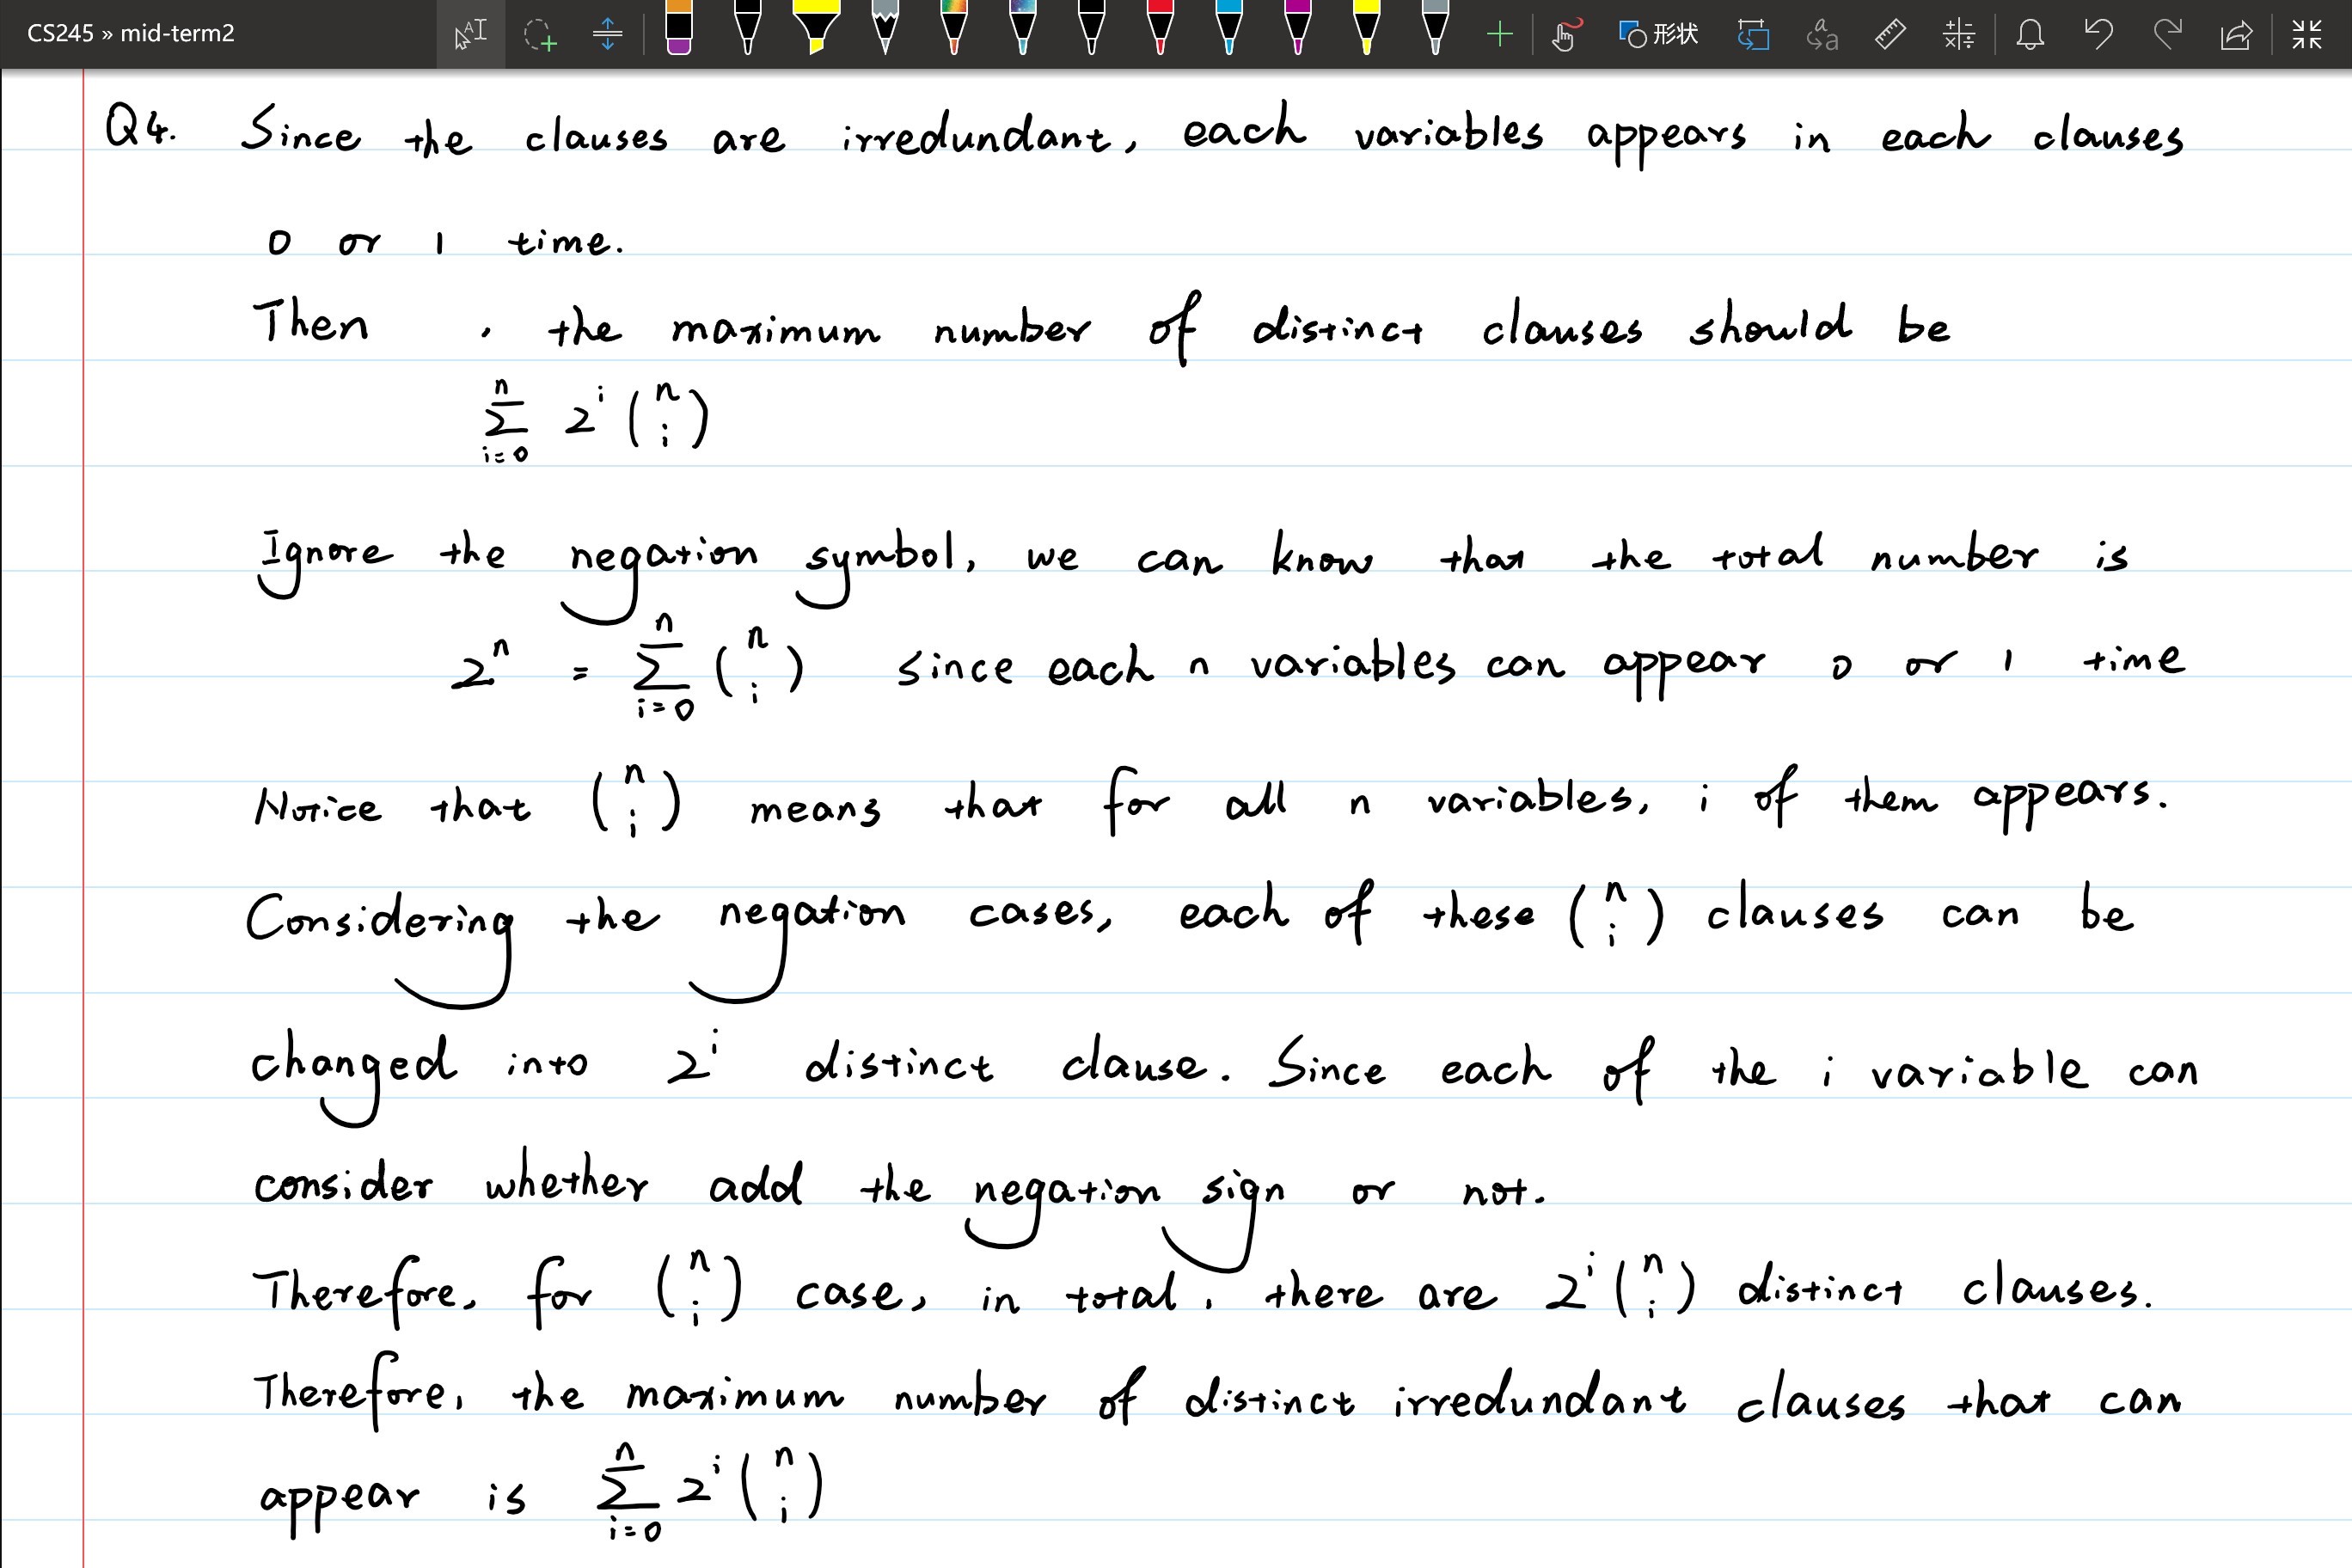 CS245 » mid-term2
形状
Q4. Since the clauses are irredundant, each variables appears in each clauses
0 or 1 time.
Then , the maximum number of distinct clauses should be
\sum_{i=0}^{n} 2^i \binom{n}{i}
Ignore the negation symbol, we can know that the total number is
2^n = \sum_{i=0}^{n} \binom{n}{i} since each n variables can appear 0 or 1 time
Notice that \binom{n}{i} means that for all n variables, i of them appears.
Considering the negation cases, each of these \binom{n}{i} clauses can be
changed into 2^i distinct clause. Since each of the i variable can
consider whether add the negation sign or not.
Therefore, for \binom{n}{i} case, in total, there are 2^i \binom{n}{i} distinct clauses.
Therefore, the maximum number of distinct irredundant clauses that can
appear is \sum_{i=0}^{n} 2^i \binom{n}{i}